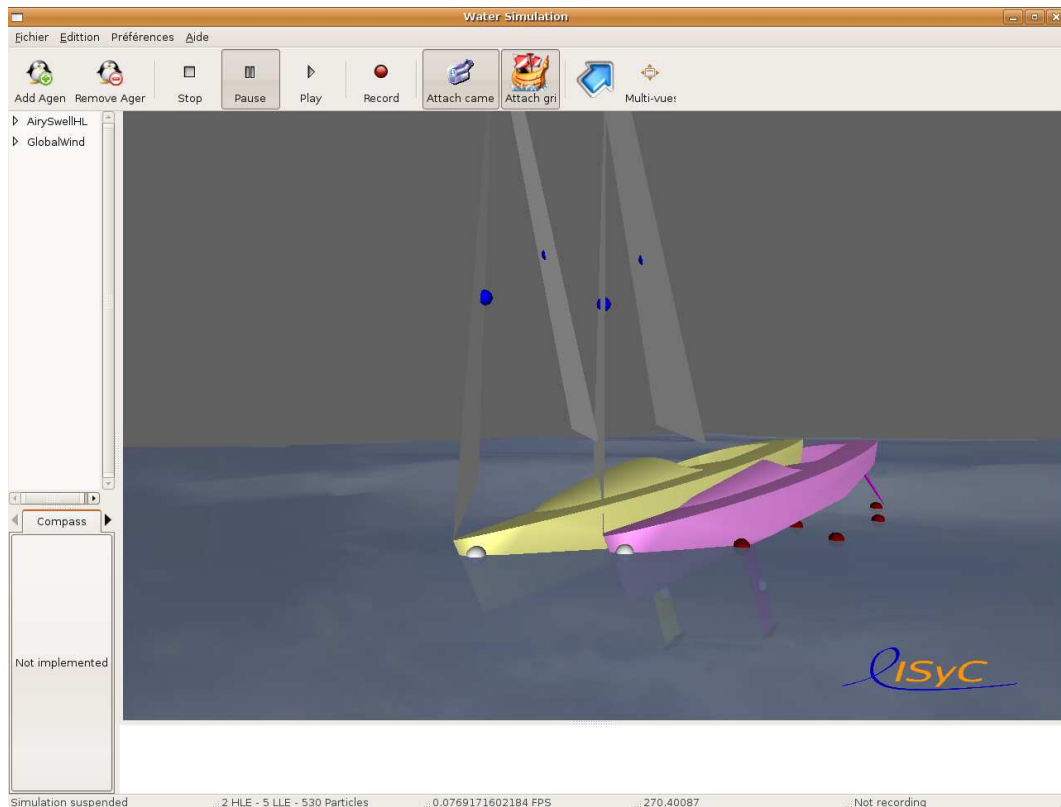 Water Simulation
Fichier Edittion Préférences Aide
Add Agen Remove Ager Stop Pause Play Record Attach came Attach gri Multi-vues
AirySwellHL
GlobalWind
Compass
Not implemented
eISyC
Simulation suspended 2 HLE - 5 LLE - 530 Particles 0.0769171602184 FPS 270.40087 Not recording